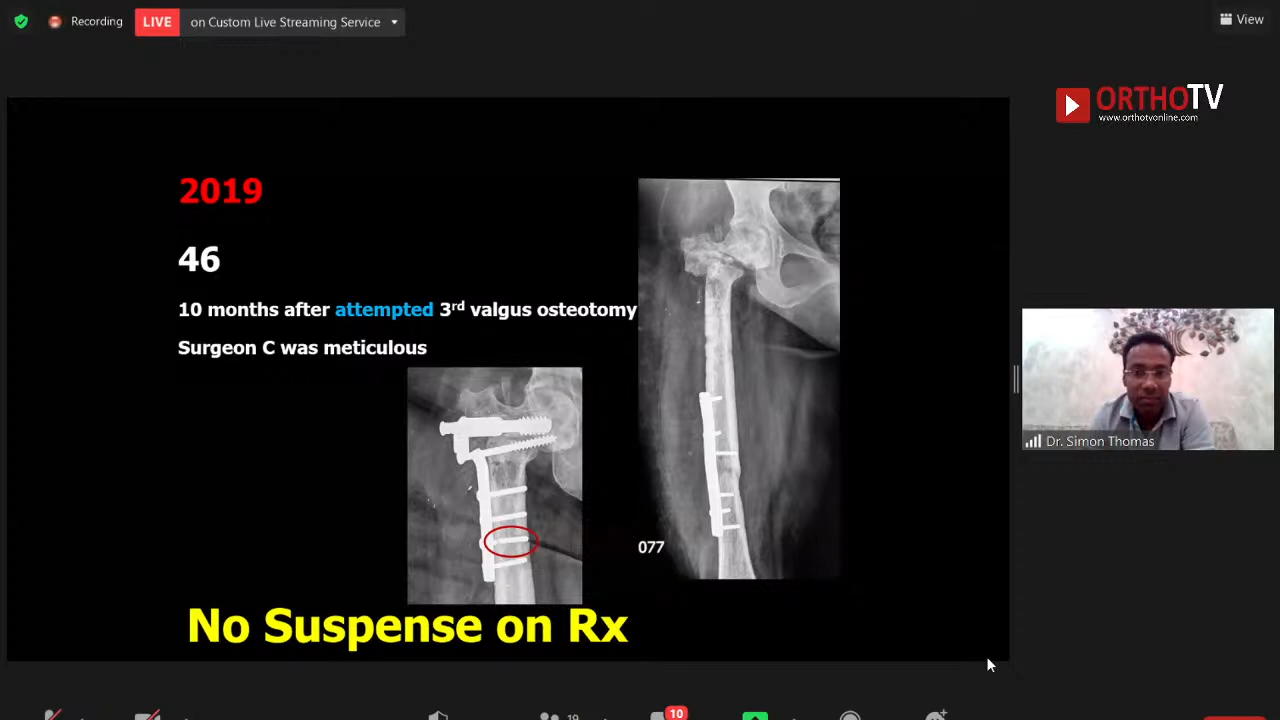 Recording
LIVE
on Custom Live Streaming Service
View
ORTHOTV
www.orthotvonline.com
2019
46
10 months after attempted 3rd valgus osteotomy
Surgeon C was meticulous
077
No Suspense on Rx
Dr. Simon Thomas
19
10